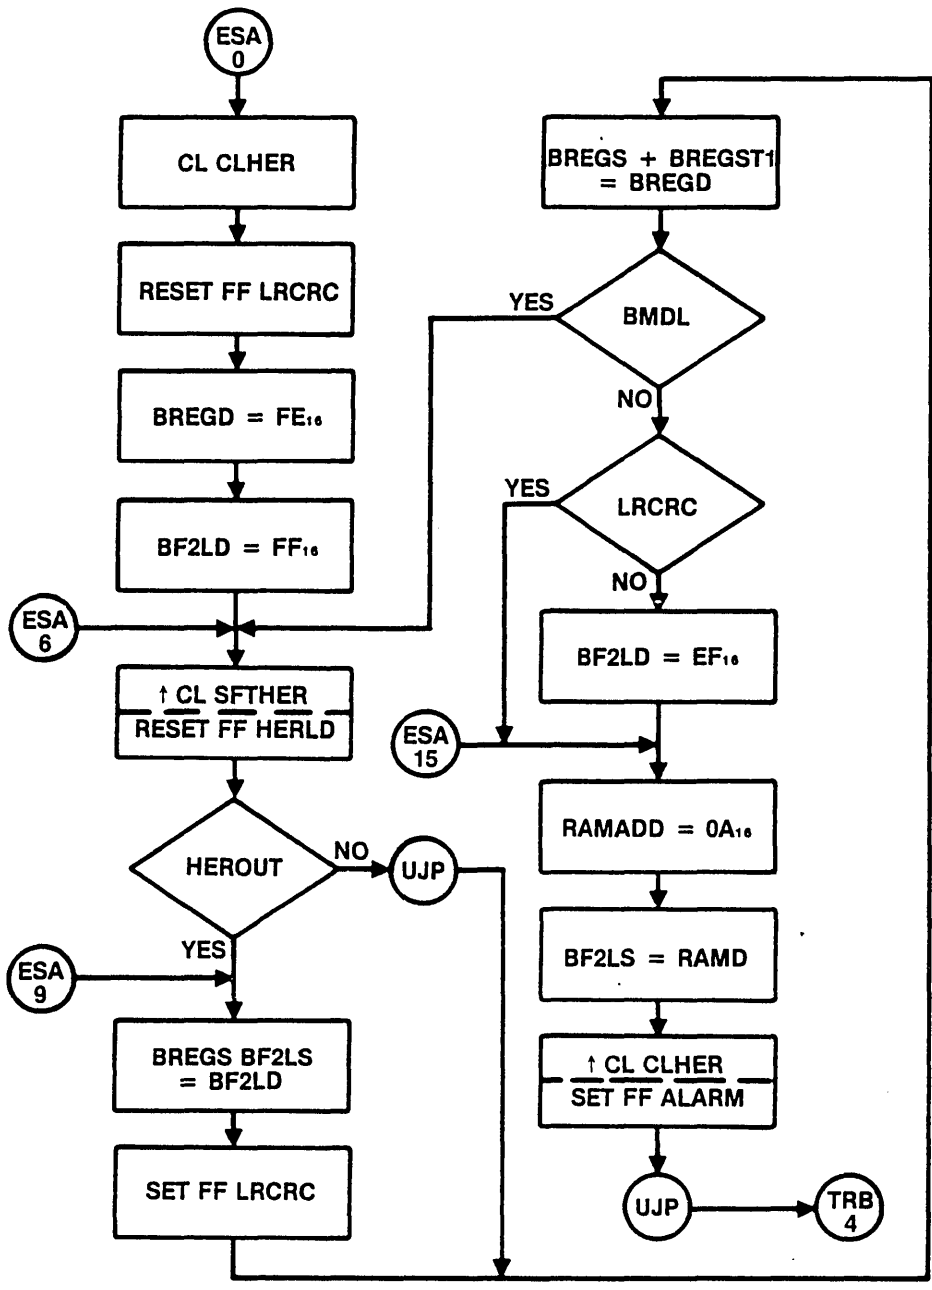 ESA
0
CL CLHER
RESET FF LRCRC
BREGD = FE₁₆
BF2LD = FF₁₆
ESA
6
↑ CL SFTHER
RESET FF HERLD
HEROUT
NO
UJP
YES
ESA
9
BREGS BF2LS
= BF2LD
SET FF LRCRC
BREGS + BREGST1
= BREGD
YES
BMDL
NO
YES
LRCRC
NO
BF2LD = EF₁₆
ESA
15
RAMADD = 0A₁₆
BF2LS = RAMD
↑ CL CLHER
SET FF ALARM
UJP
TRB
4